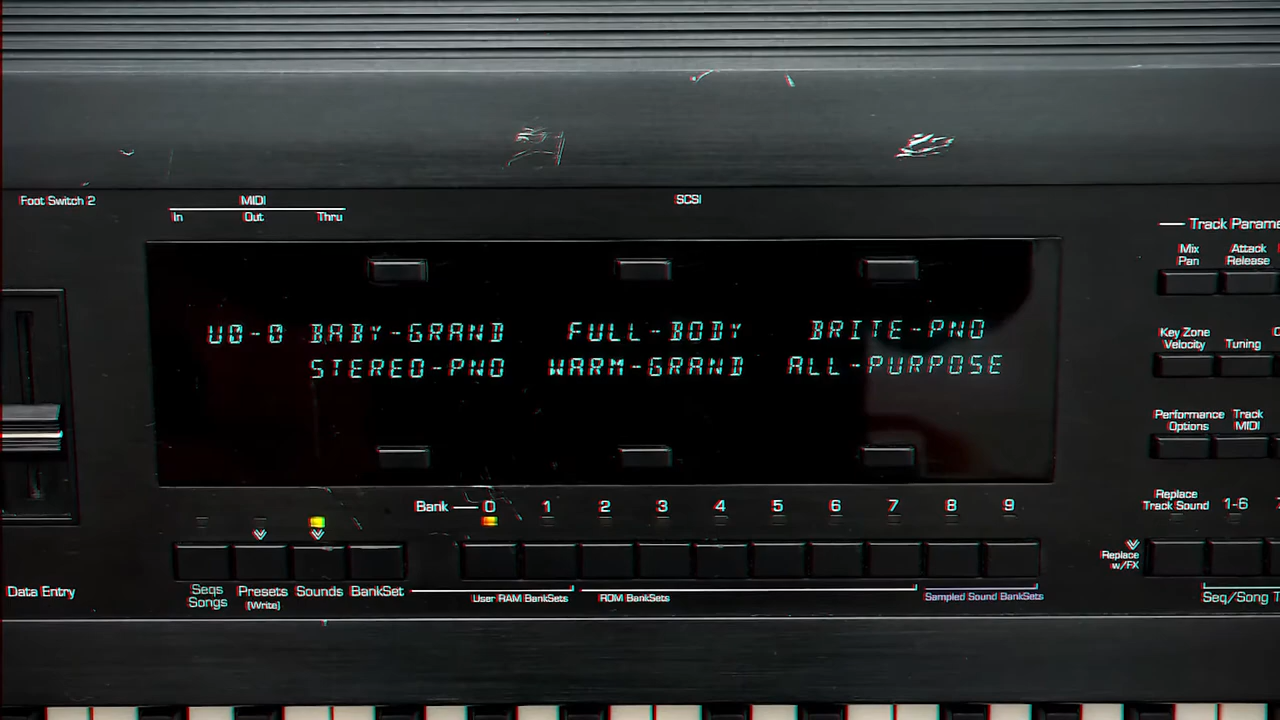 Foot Switch 2
MIDI
In Out Thru
SCSI
Track Parame
Mix Pan
Attack Release
U0-0 BABY-GRAND FULL-BODY BRITE-PNO
STEREO-PNO WARM-GRAND ALL-PURPOSE
Key Zone Velocity
Tuning
Performance Options
Track MIDI
Bank 0 1 2 3 4 5 6 7 8 9
Replace Track Sound
1-6
Replace w/FX
Data Entry
Seqs Songs
Presets (Write)
Sounds
BankSet
User RAM BankSets
ROM BankSets
Sampled Sound BankSets
Seq/Song T